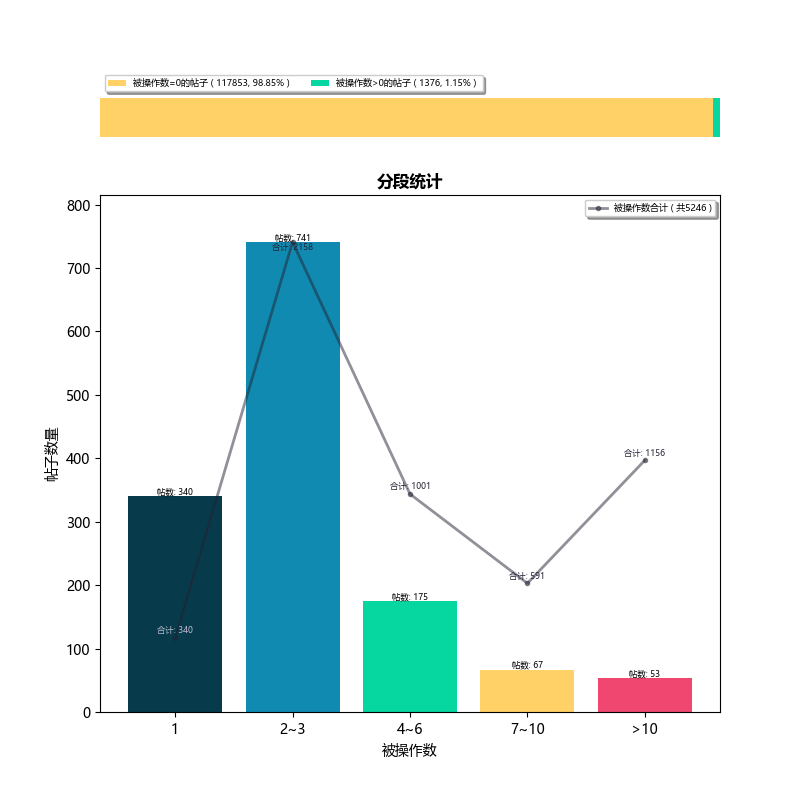 被操作数=0的帖子 ( 117853, 98.85% ) 被操作数>0的帖子 ( 1376, 1.15% )
分段统计
被操作数合计 ( 共5246 )
800
700
600
500
400
300
200
100
0
帖子数量
帖数: 340
合计: 340
帖数: 741
合计: 2158
合计: 1001
帖数: 175
合计: 591
帖数: 67
合计: 1156
帖数: 53
1 2~3 4~6 7~10 >10
被操作数